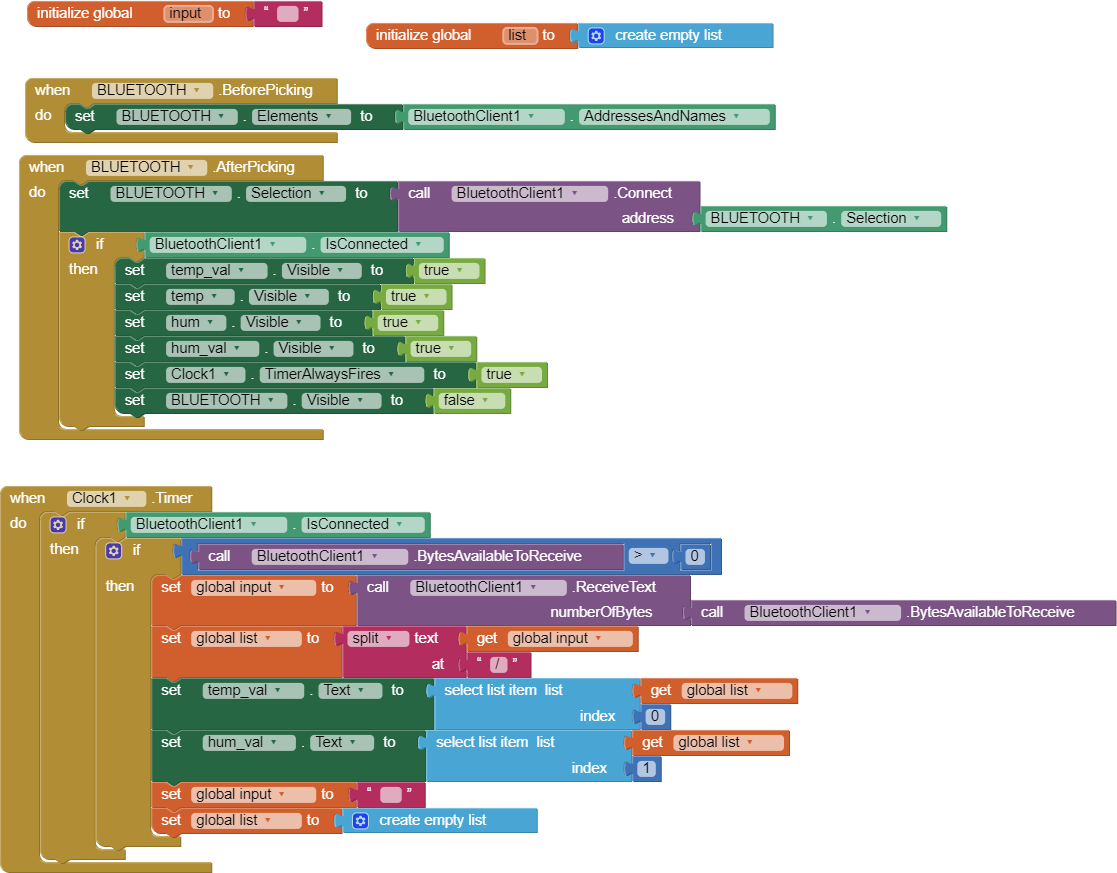 initialize global input to “ ”
initialize global list to create empty list
when BLUETOOTH .BeforePicking
do set BLUETOOTH . Elements to BluetoothClient1 . AddressesAndNames
when BLUETOOTH .AfterPicking
do set BLUETOOTH . Selection to call BluetoothClient1 .Connect
address BLUETOOTH . Selection
if BluetoothClient1 . IsConnected
then set temp_val . Visible to true
set temp . Visible to true
set hum . Visible to true
set hum_val . Visible to true
set Clock1 . TimerAlwaysFires to true
set BLUETOOTH . Visible to false
when Clock1 .Timer
do if BluetoothClient1 . IsConnected
then if call BluetoothClient1 .BytesAvailableToReceive > 0
then set global input to call BluetoothClient1 .ReceiveText
numberOfBytes call BluetoothClient1 .BytesAvailableToReceive
set global list to split text get global input
at “ / ”
set temp_val . Text to select list item list get global list
index 0
set hum_val . Text to select list item list get global list
index 1
set global input to “ ”
set global list to create empty list